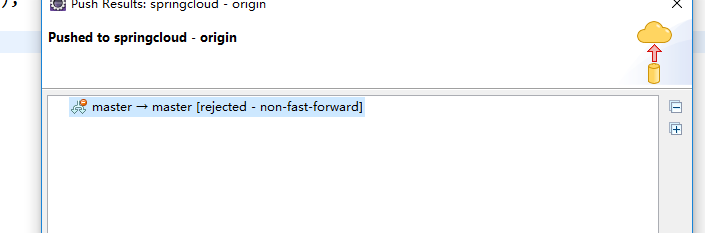 Push Results: springcloud - origin
Pushed to springcloud - origin
master → master [rejected - non-fast-forward]